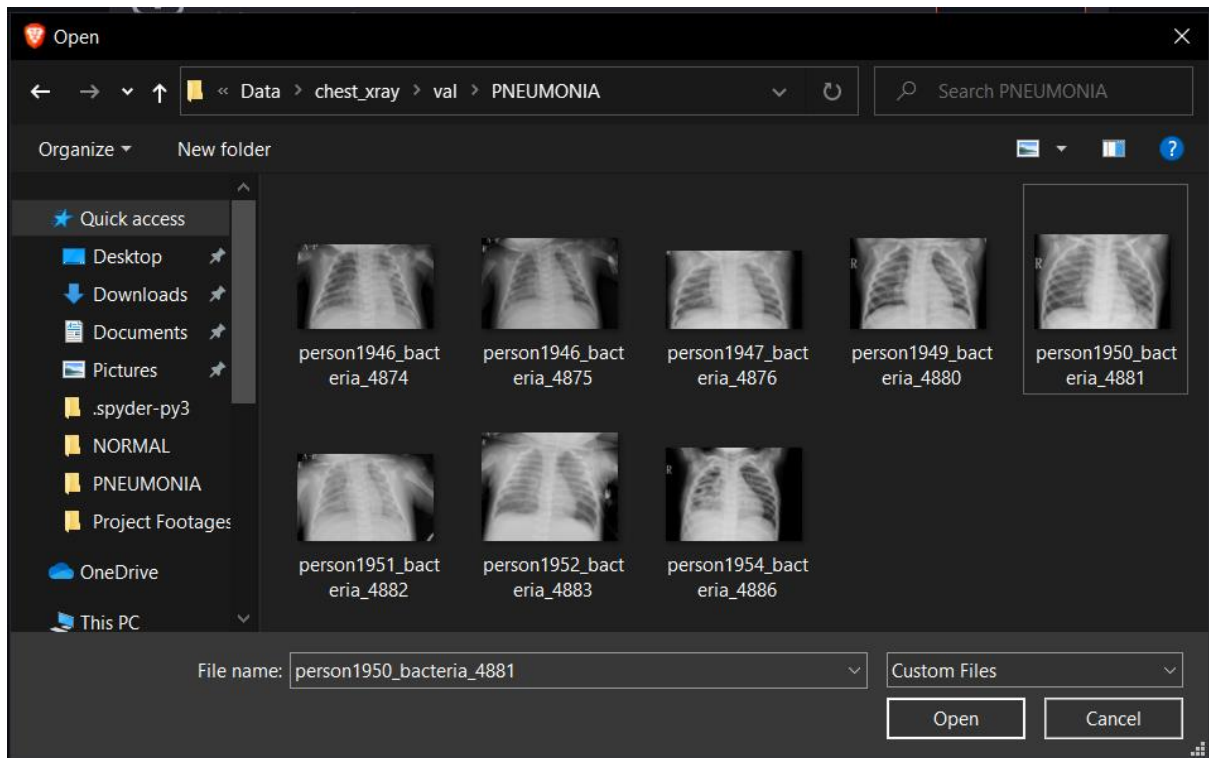 Open
« Data > chest_xray > val > PNEUMONIA
Search PNEUMONIA
Organize
New folder
?
Quick access
Desktop
Downloads
Documents
Pictures
.spyder-py3
NORMAL
PNEUMONIA
Project Footages
OneDrive
This PC
person1946_bact
eria_4874
person1946_bact
eria_4875
person1947_bact
eria_4876
R
person1949_bact
eria_4880
R
person1950_bact
eria_4881
person1951_bact
eria_4882
person1952_bact
eria_4883
R
person1954_bact
eria_4886
File name: person1950_bacteria_4881
Custom Files
Open
Cancel